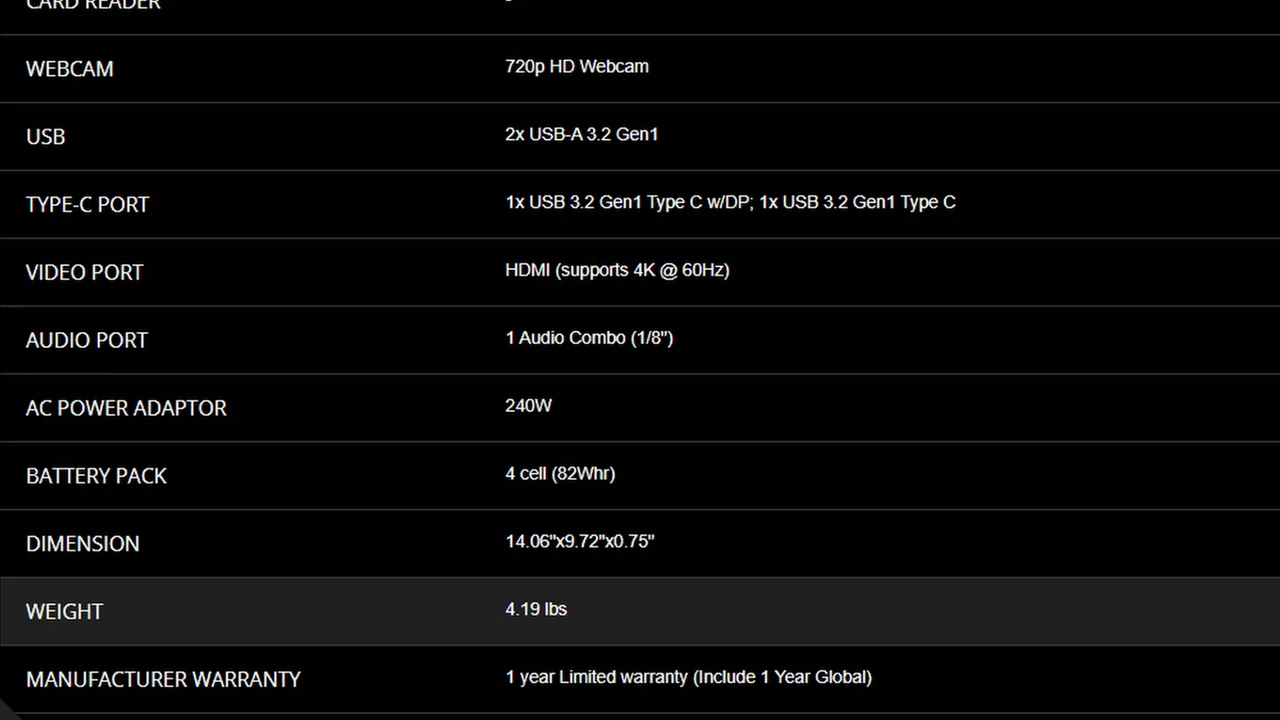 CARD READER
WEBCAM 720p HD Webcam
USB 2x USB-A 3.2 Gen1
TYPE-C PORT 1x USB 3.2 Gen1 Type C w/DP; 1x USB 3.2 Gen1 Type C
VIDEO PORT HDMI (supports 4K @ 60Hz)
AUDIO PORT 1 Audio Combo (1/8")
AC POWER ADAPTOR 240W
BATTERY PACK 4 cell (82Whr)
DIMENSION 14.06"x9.72"x0.75"
WEIGHT 4.19 lbs
MANUFACTURER WARRANTY 1 year Limited warranty (Include 1 Year Global)